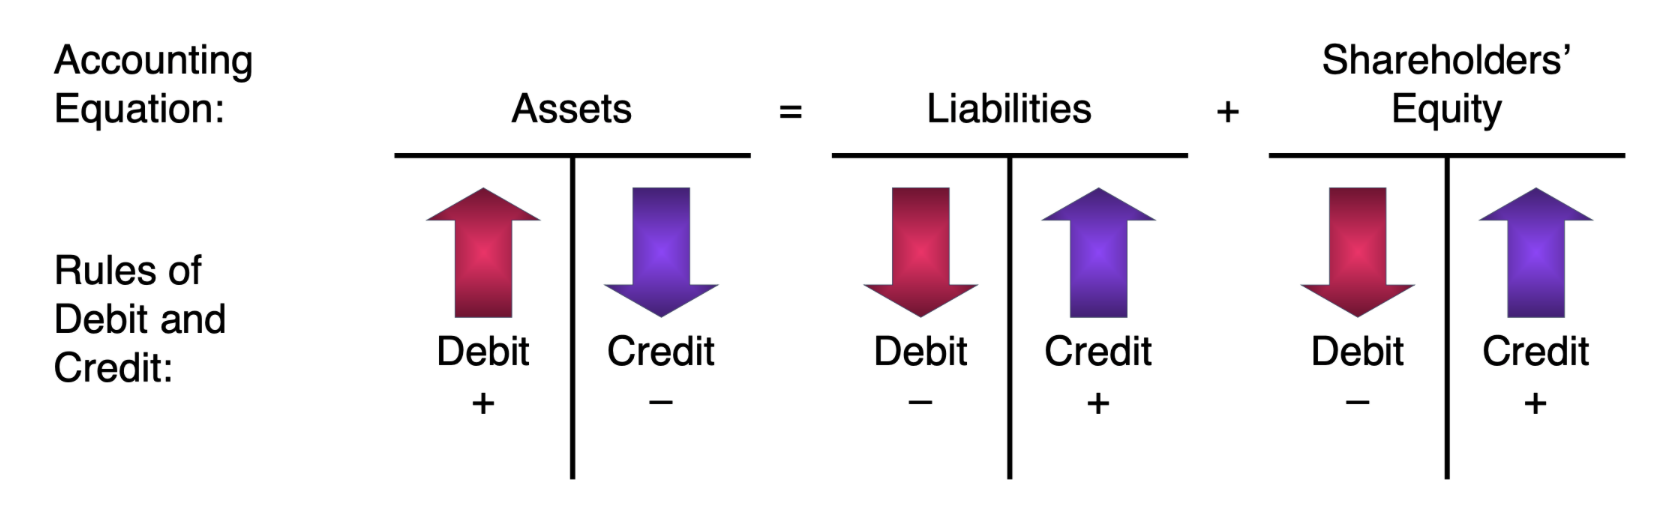 Accounting
Equation:
Assets
=
Liabilities
+
Shareholders’
Equity
Rules of
Debit and
Credit:
Debit
+
Credit
–
Debit
–
Credit
+
Debit
–
Credit
+